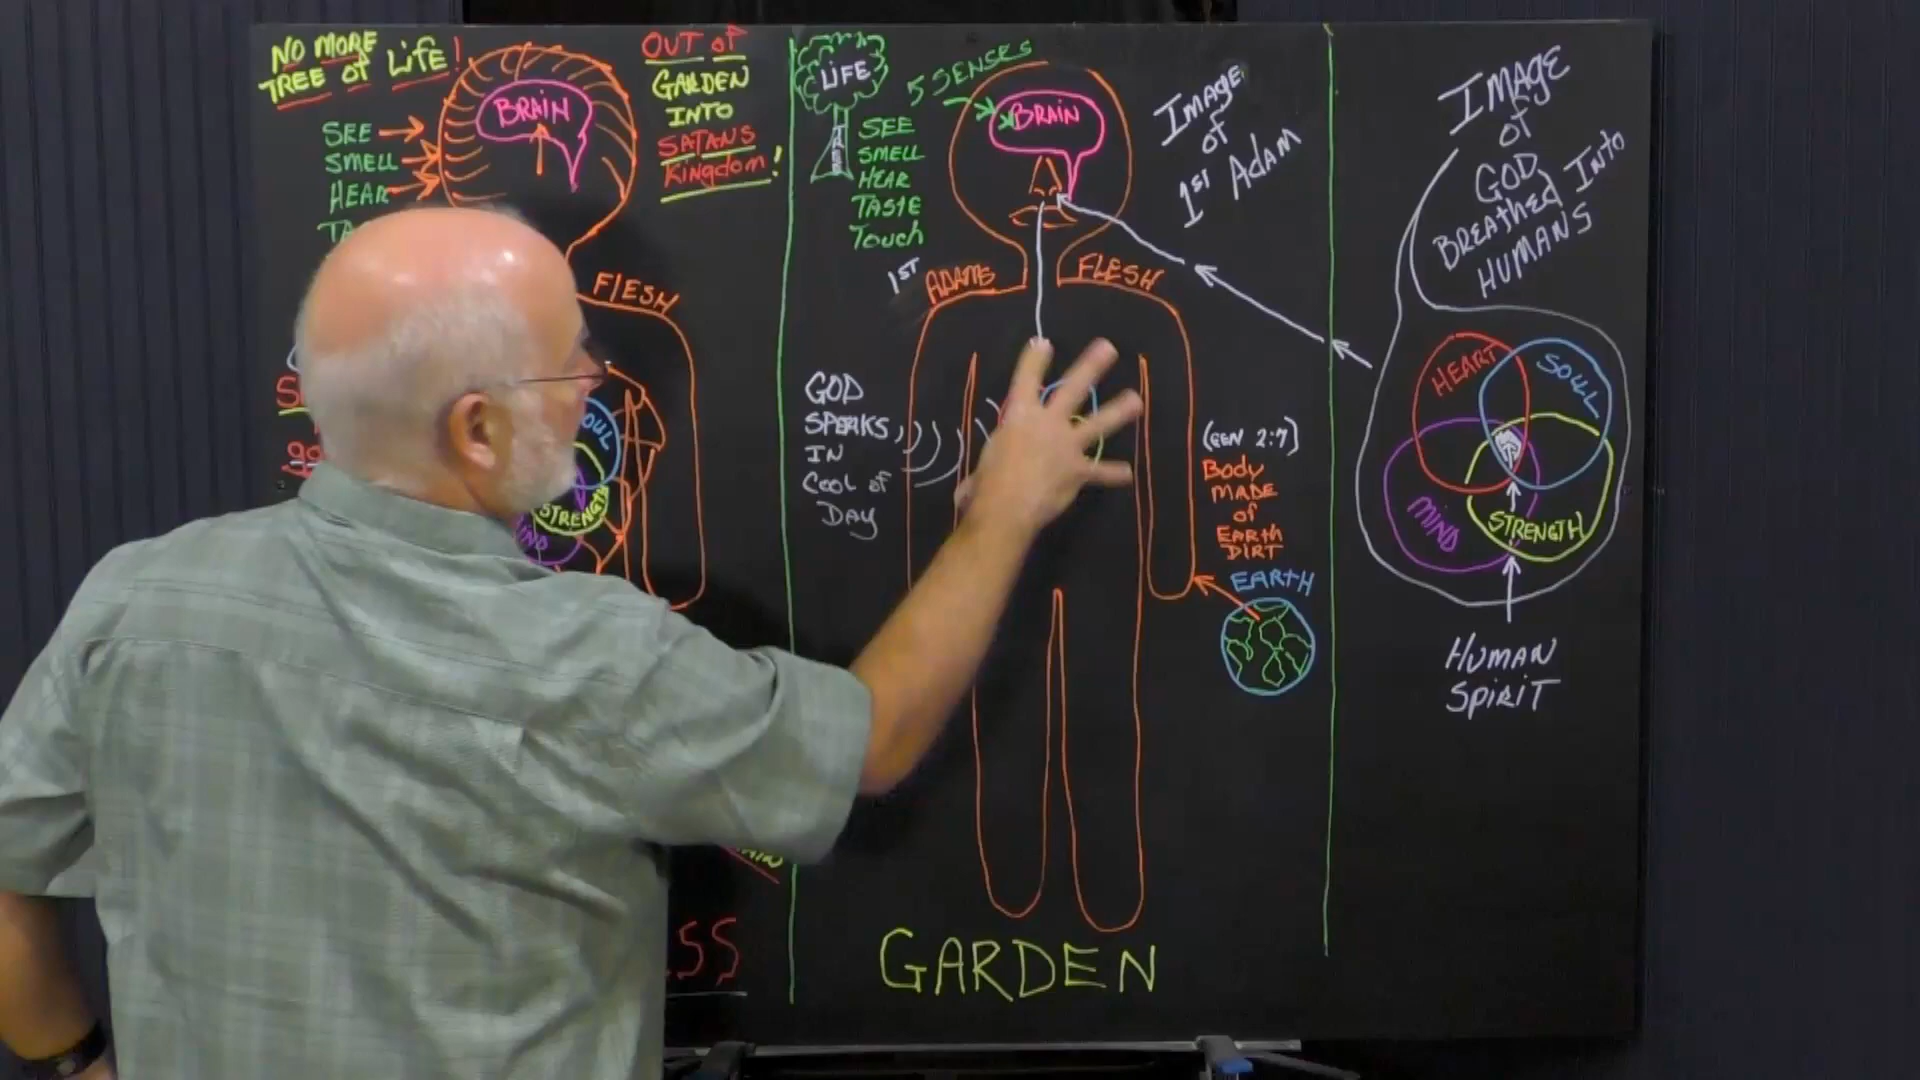 NO MORE
TREE of Life!
BRAIN
SEE
SMELL
HEAR
OUT of
GARDEN
INTO
SATANS
Kingdom!
FlESH
STRENGTH
LiFE
TREE
5 SENSES
BRAIN
SEE
SMELL
HEAR
TASTE
Touch
IMAGE
of
1ST ADAM
1ST ADAMS FLESH
GOD
SPEAKS
IN
COOL of
DAY
(GEN 2:7)
Body
MADE
of
EARTH
DIRT
EARTH
GARDEN
IMAGE
of
GOD
BREATHED INTO
HUMANS
HEART
SOUL
MiND
STRENGTH
HUMAN
SPiRiT